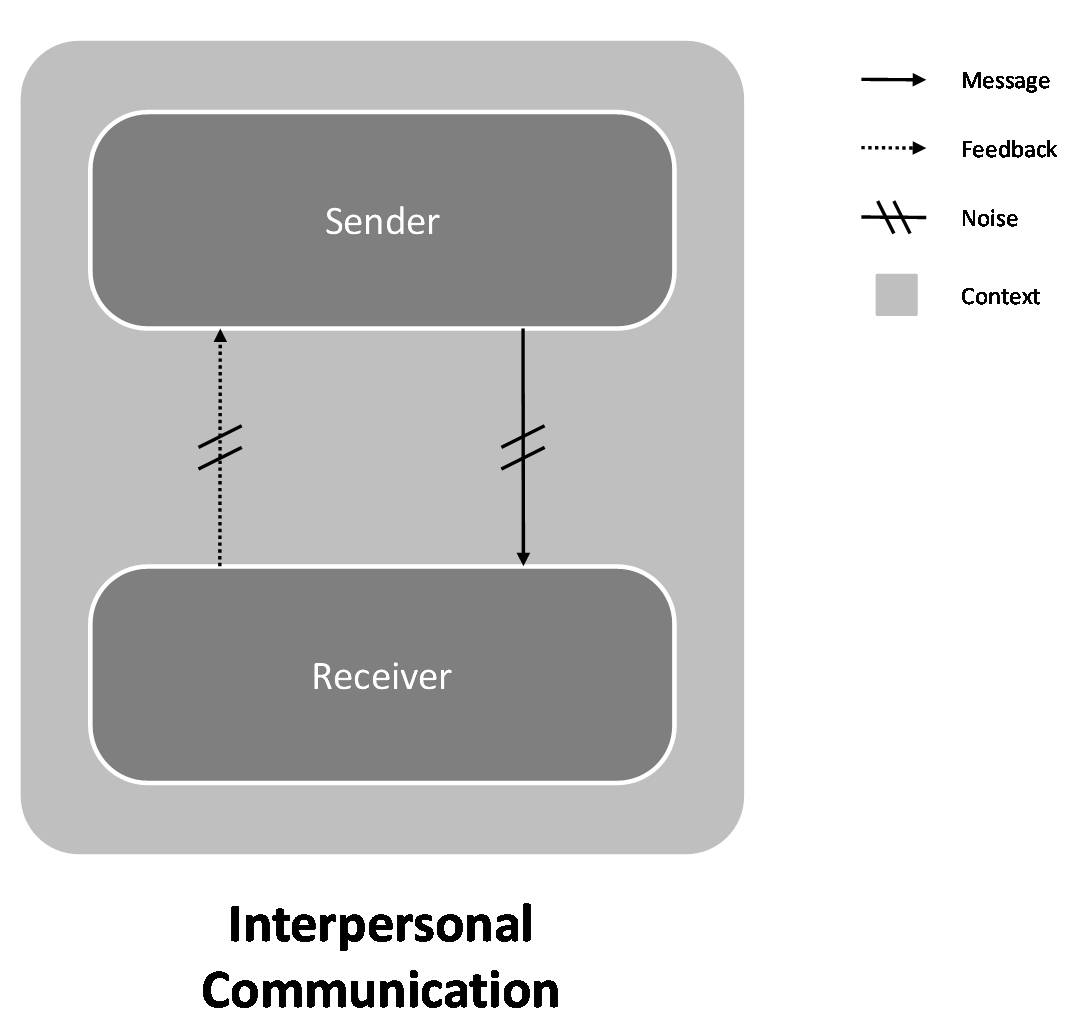 Sender
Receiver
Message
Feedback
Noise
Context
Interpersonal
Communication